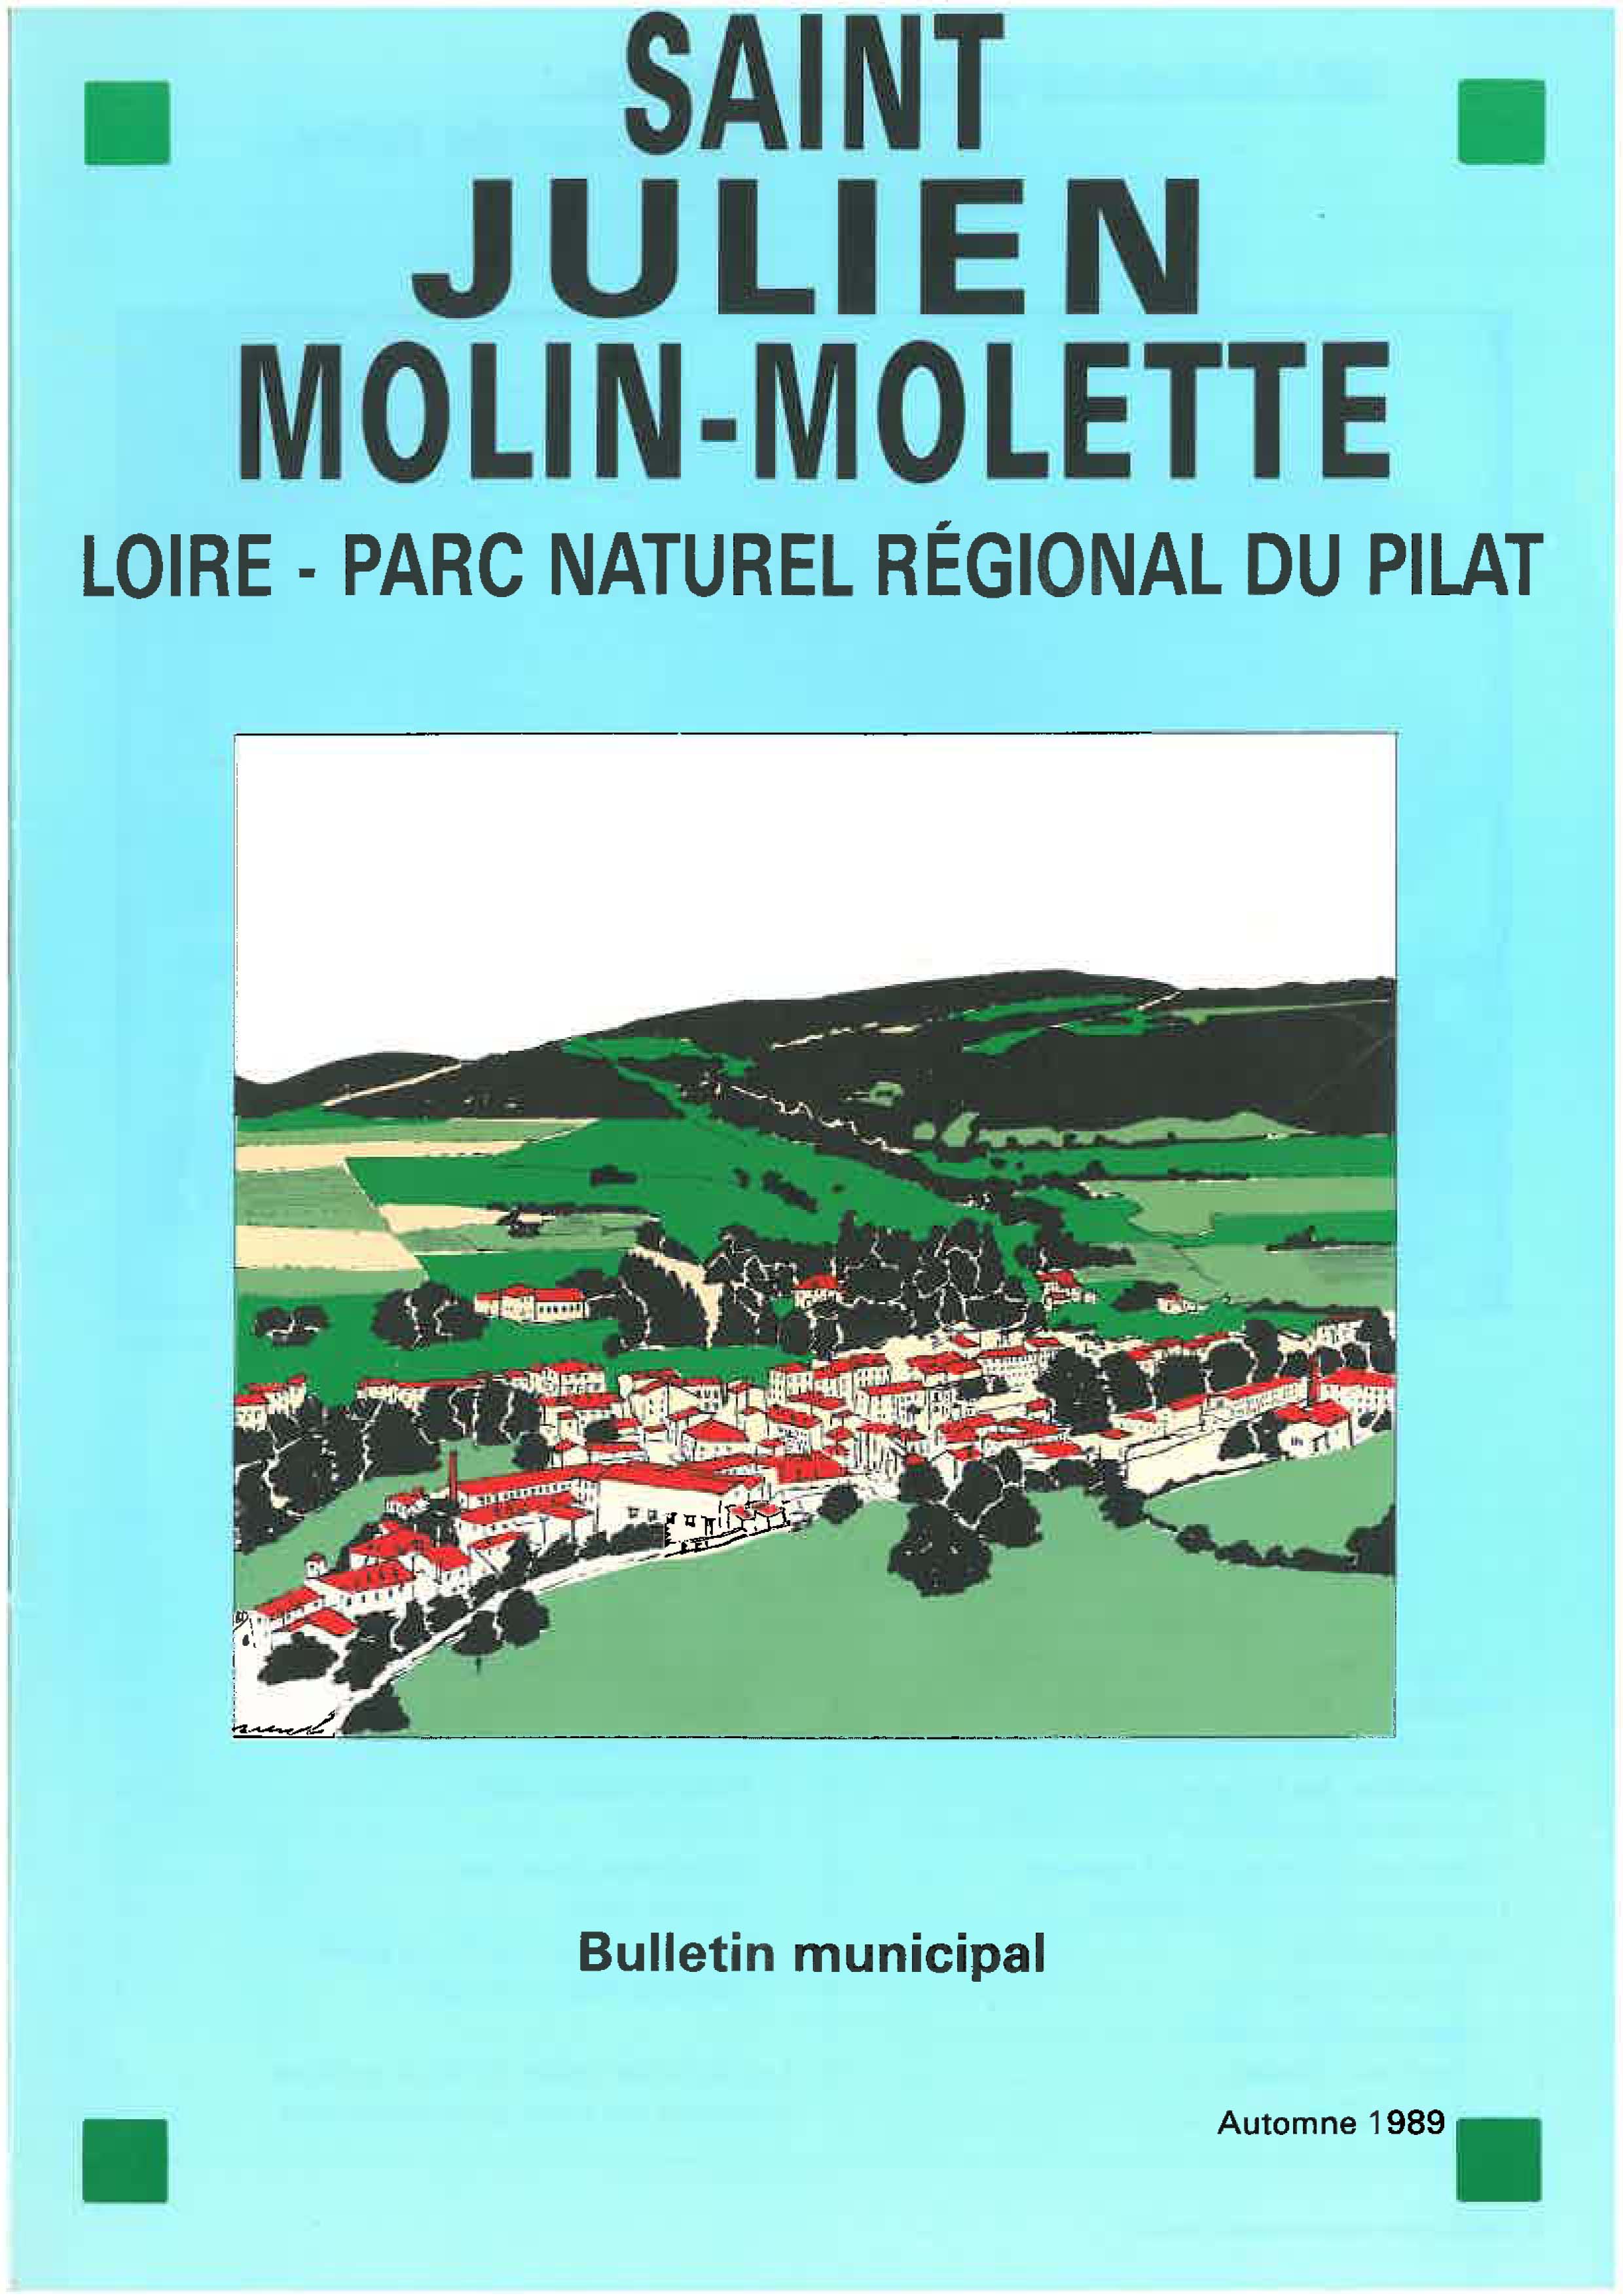 SAINT
JULIEN
MOLIN-MOLETTE
LOIRE - PARC NATUREL RÉGIONAL DU PILAT
Bulletin municipal
Automne 1989